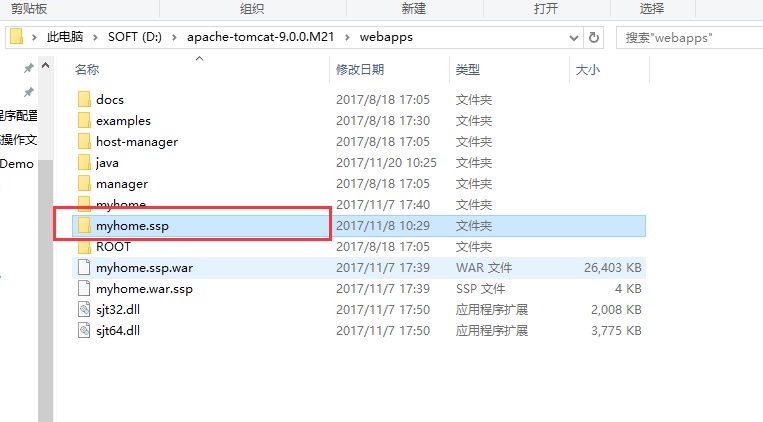 剪贴板 组织 新建 打开 选择
此电脑 > SOFT (D:) > apache-tomcat-9.0.0.M21 > webapps 搜索"webapps"
名称 修改日期 类型 大小
docs 2017/8/18 17:05 文件夹
examples 2017/8/18 17:30 文件夹
程序配置
host-manager 2017/8/18 17:05 文件夹
操作文
java 2017/11/20 10:25 文件夹
Demo
manager 2017/8/18 17:05 文件夹
myhome 2017/11/7 17:40 文件夹
myhome.ssp 2017/11/8 10:29 文件夹
ROOT 2017/8/18 17:05 文件夹
myhome.ssp.war 2017/11/7 17:39 WAR 文件 26,403 KB
myhome.war.ssp 2017/11/7 17:39 SSP 文件 4 KB
sjt32.dll 2017/11/7 17:50 应用程序扩展 2,008 KB
sjt64.dll 2017/11/7 17:50 应用程序扩展 3,775 KB